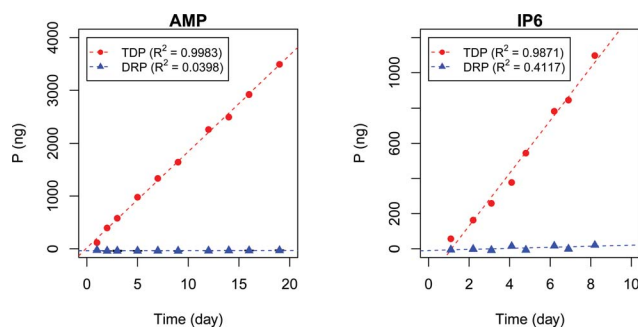 AMP
TDP (R² = 0.9983)
DRP (R² = 0.0398)
P (ng)
4000
3000
2000
1000
0
0 5 10 15 20
Time (day)
IP6
TDP (R² = 0.9871)
DRP (R² = 0.4117)
P (ng)
1200
600
200
0
0 2 4 6 8 10
Time (day)